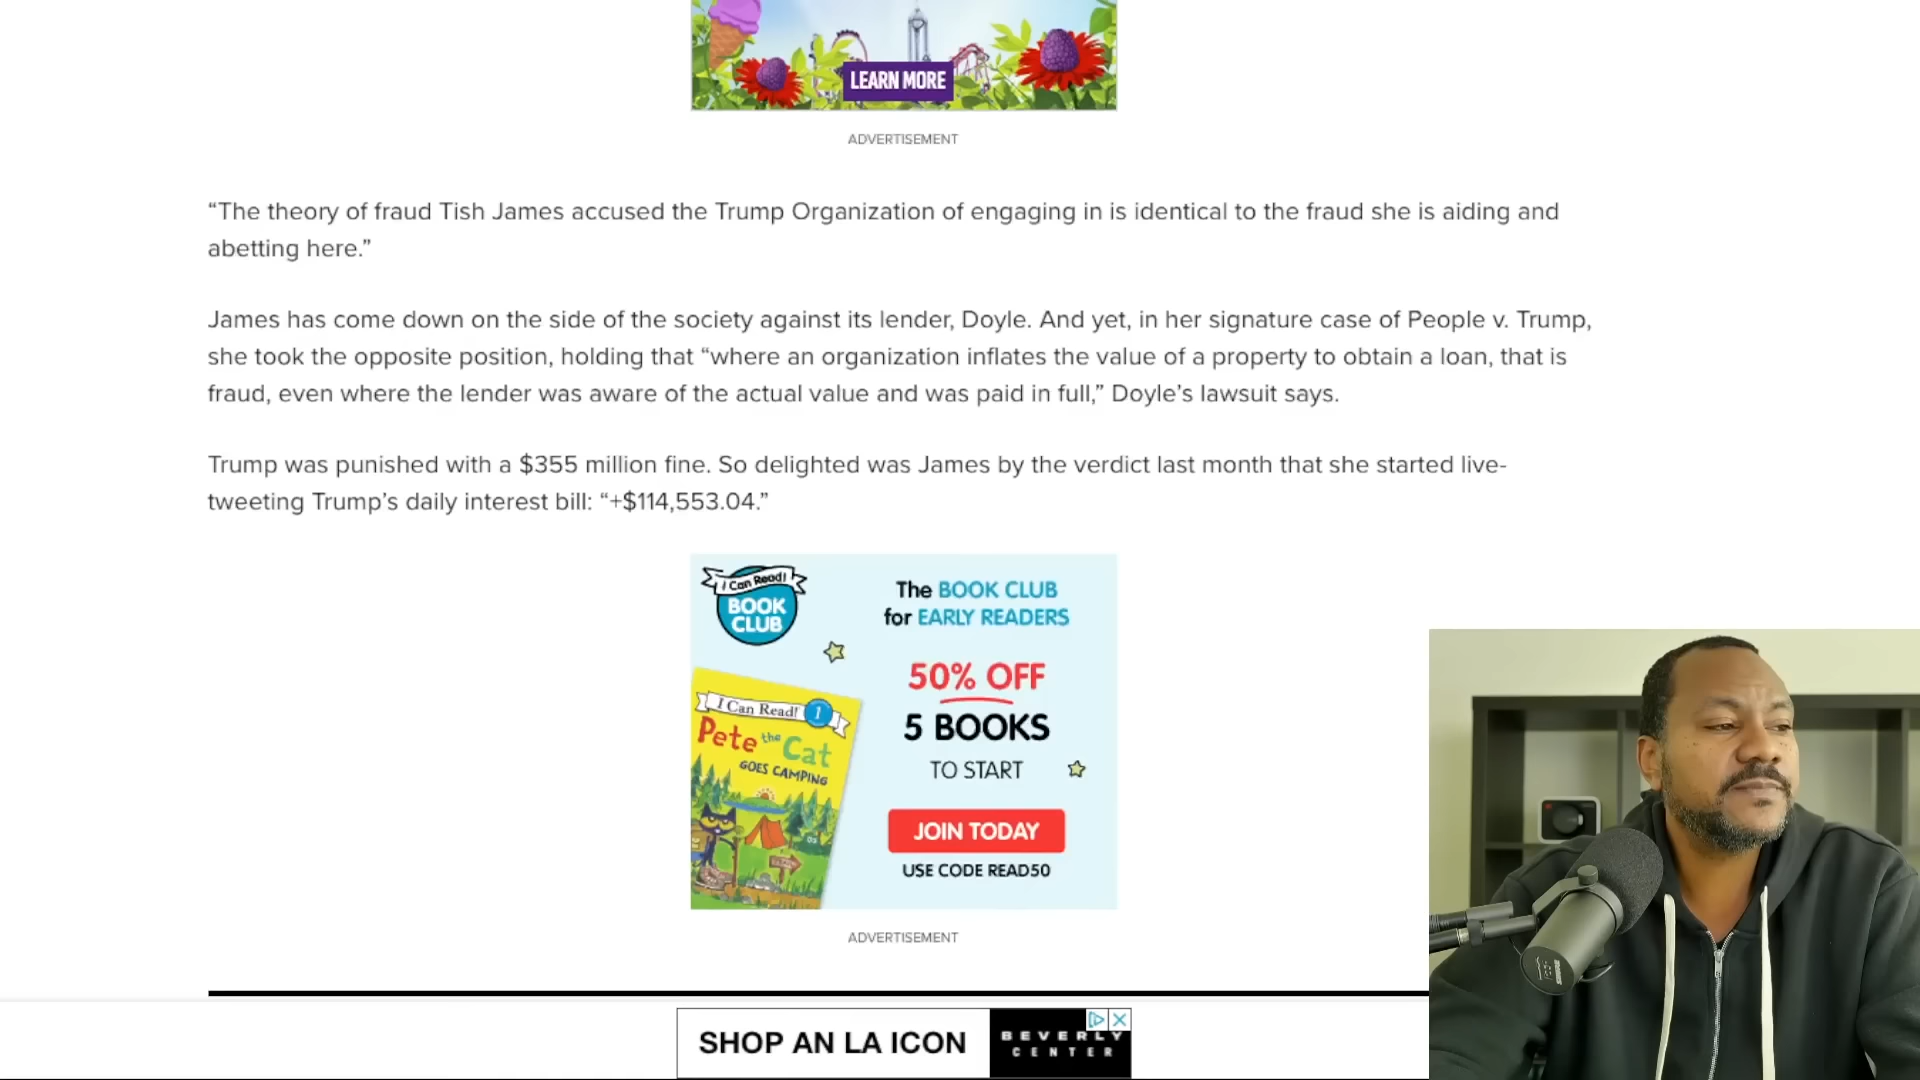 LEARN MORE
ADVERTISEMENT
“The theory of fraud Tish James accused the Trump Organization of engaging in is identical to the fraud she is aiding and
abetting here.”
James has come down on the side of the society against its lender, Doyle. And yet, in her signature case of People v. Trump,
she took the opposite position, holding that “where an organization inflates the value of a property to obtain a loan, that is
fraud, even where the lender was aware of the actual value and was paid in full,” Doyle’s lawsuit says.
Trump was punished with a $355 million fine. So delighted was James by the verdict last month that she started live-
tweeting Trump’s daily interest bill: “+$114,553.04.”
I Can Read!
BOOK
CLUB
The BOOK CLUB
for EARLY READERS
50% OFF
5 BOOKS
TO START
JOIN TODAY
USE CODE READ50
I Can Read! 1
Pete the Cat
GOES CAMPING
ADVERTISEMENT
SHOP AN LA ICON
BEVERLY
CENTER